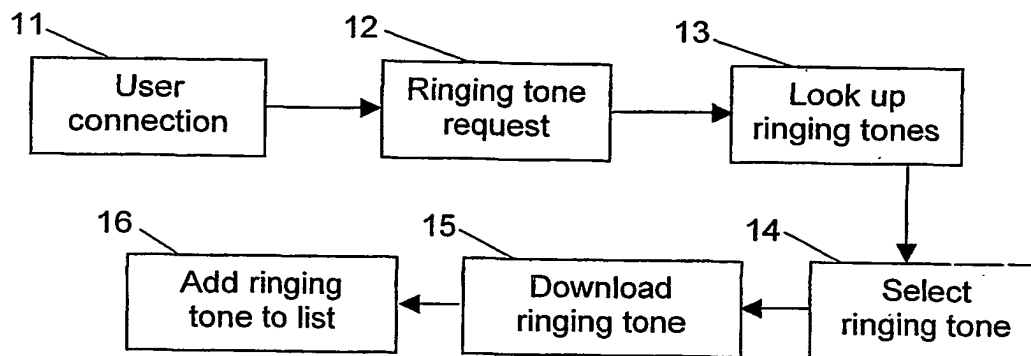 11
User
connection
12
Ringing tone
request
13
Look up
ringing tones
14
Select
ringing tone
15
Download
ringing tone
16
Add ringing
tone to list